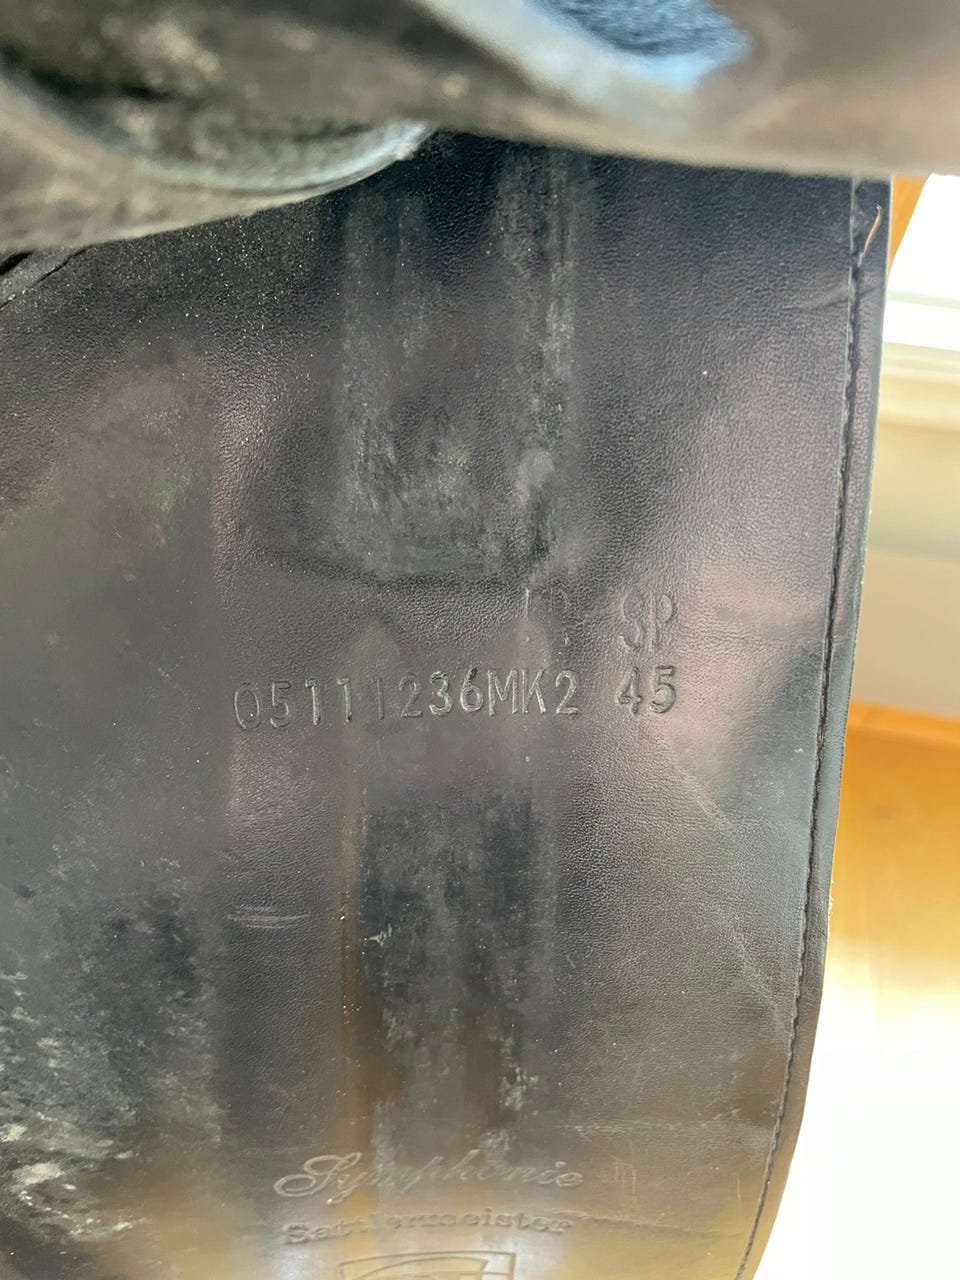 SP
05111236MK2 45
Symphonie
Sattlermeister